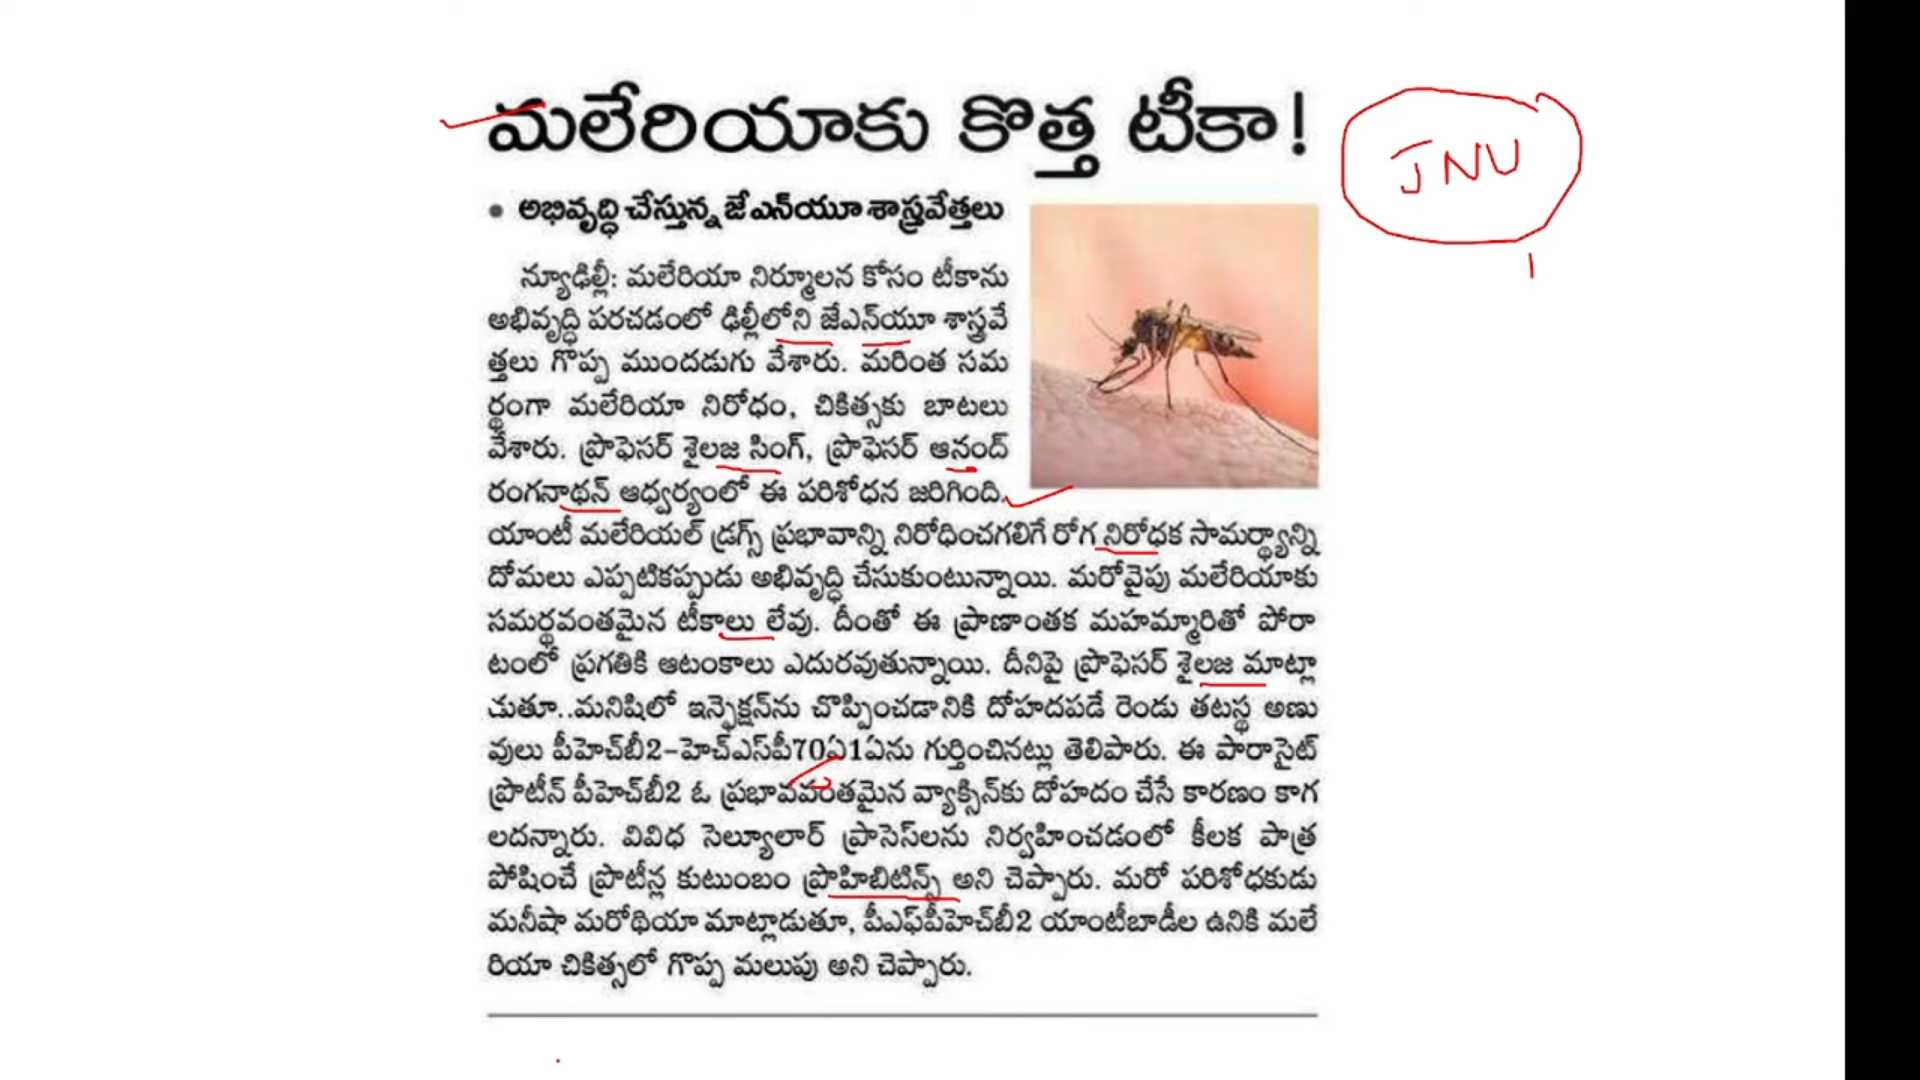 మలేరియాకు కొత్త టీకా!
JNU
• అభివృద్ధి చేస్తున్న జేఎన్‌యూ శాస్త్రవేత్తలు
న్యూఢిల్లీ: మలేరియా నిర్మూలన కోసం టీకాను
అభివృద్ధి పరచడంలో ఢిల్లీలోని జేఎన్‌యూ శాస్త్రవే
త్తలు గొప్ప ముందడుగు వేశారు. మరింత సమ
ర్థంగా మలేరియా నిరోధం, చికిత్సకు బాటలు
వేశారు. ప్రొఫెసర్ శైలజ సింగ్, ప్రొఫెసర్ ఆనంద్
రంగనాథన్ ఆధ్వర్యంలో ఈ పరిశోధన జరిగింది.
యాంటీ మలేరియల్ డ్రగ్స్ ప్రభావాన్ని నిరోధించగలిగే రోగ నిరోధక సామర్థ్యాన్ని
దోమలు ఎప్పటికప్పుడు అభివృద్ధి చేసుకుంటున్నాయి. మరోవైపు మలేరియాకు
సమర్థవంతమైన టీకాలు లేవు. దీంతో ఈ ప్రాణాంతక మహమ్మారితో పోరా
టంలో ప్రగతికి ఆటంకాలు ఎదురవుతున్నాయి. దీనిపై ప్రొఫెసర్ శైలజ మాట్లా
డుతూ..మనిషిలో ఇన్ఫెక్షన్‌ను చొప్పించడానికి దోహదపడే రెండు తటస్థ అణు
వులు పీహెచ్‌బీ2-హెచ్‌ఎస్‌పీ70ఏ1ఏను గుర్తించినట్లు తెలిపారు. ఈ పారాసైట్
ప్రొటీన్ పీహెచ్‌బీ2 ఓ ప్రభావవంతమైన వ్యాక్సిన్‌కు దోహదం చేసే కారణం కాగ
లదన్నారు. వివిధ సెల్యూలార్ ప్రాసెస్‌లను నిర్వహించడంలో కీలక పాత్ర
పోషించే ప్రొటీన్ల కుటుంబం ప్రొహిబిటిన్స్ అని చెప్పారు. మరో పరిశోధకుడు
మనీషా మరోథియా మాట్లాడుతూ, పీఎఫ్‌పీహెచ్‌బీ2 యాంటీబాడీల ఉనికి మలే
రియా చికిత్సలో గొప్ప మలుపు అని చెప్పారు.